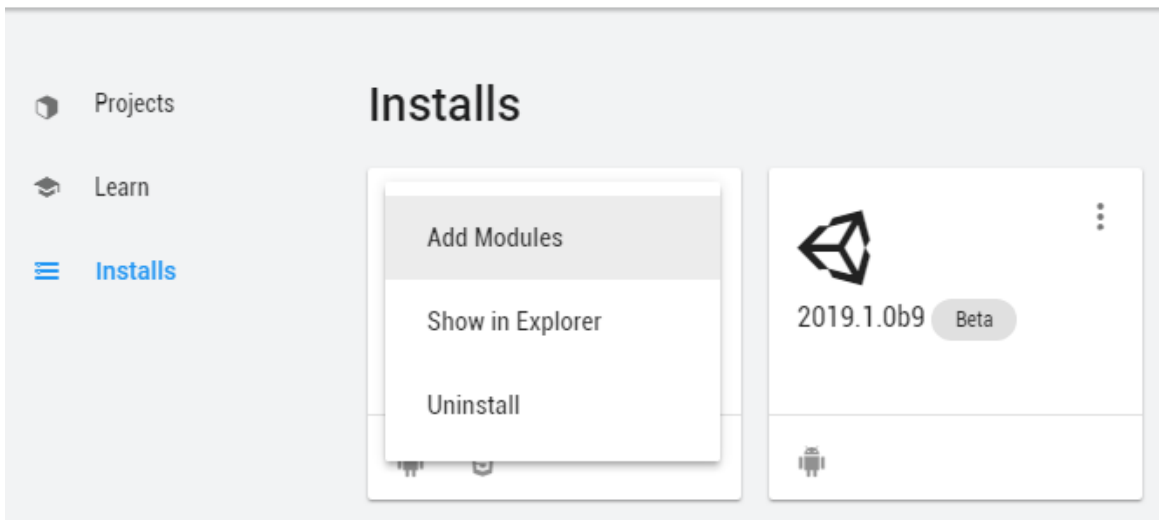 Projects
Installs
Learn
Installs
Add Modules
Show in Explorer
Uninstall
2019.1.0b9 Beta